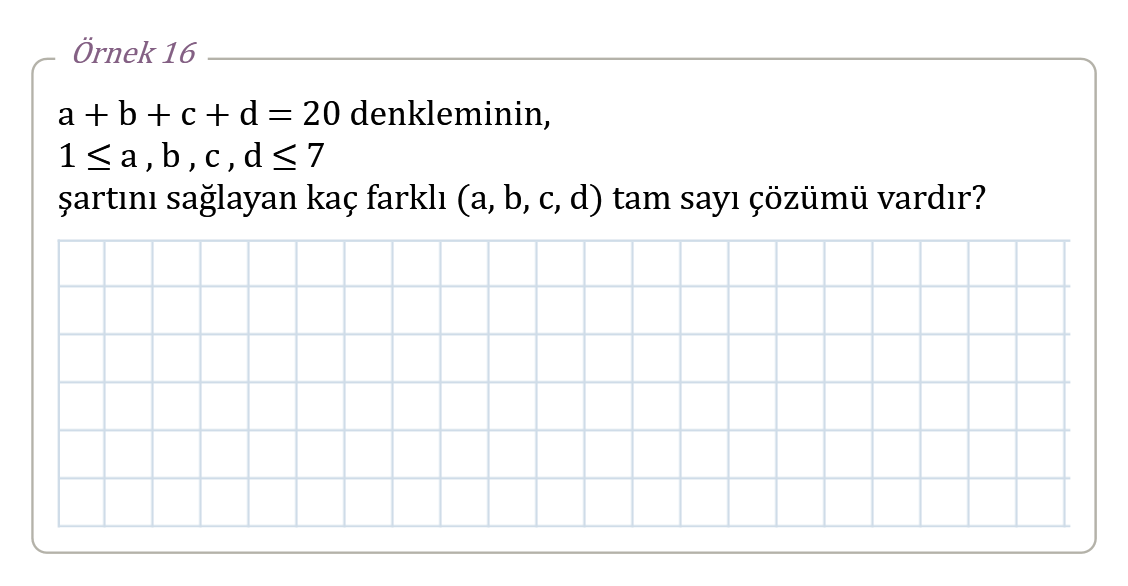 Örnek 16
a + b + c + d = 20 denkleminin,
1 ≤ a , b , c , d ≤ 7
şartını sağlayan kaç farklı (a, b, c, d) tam sayı çözümü vardır?